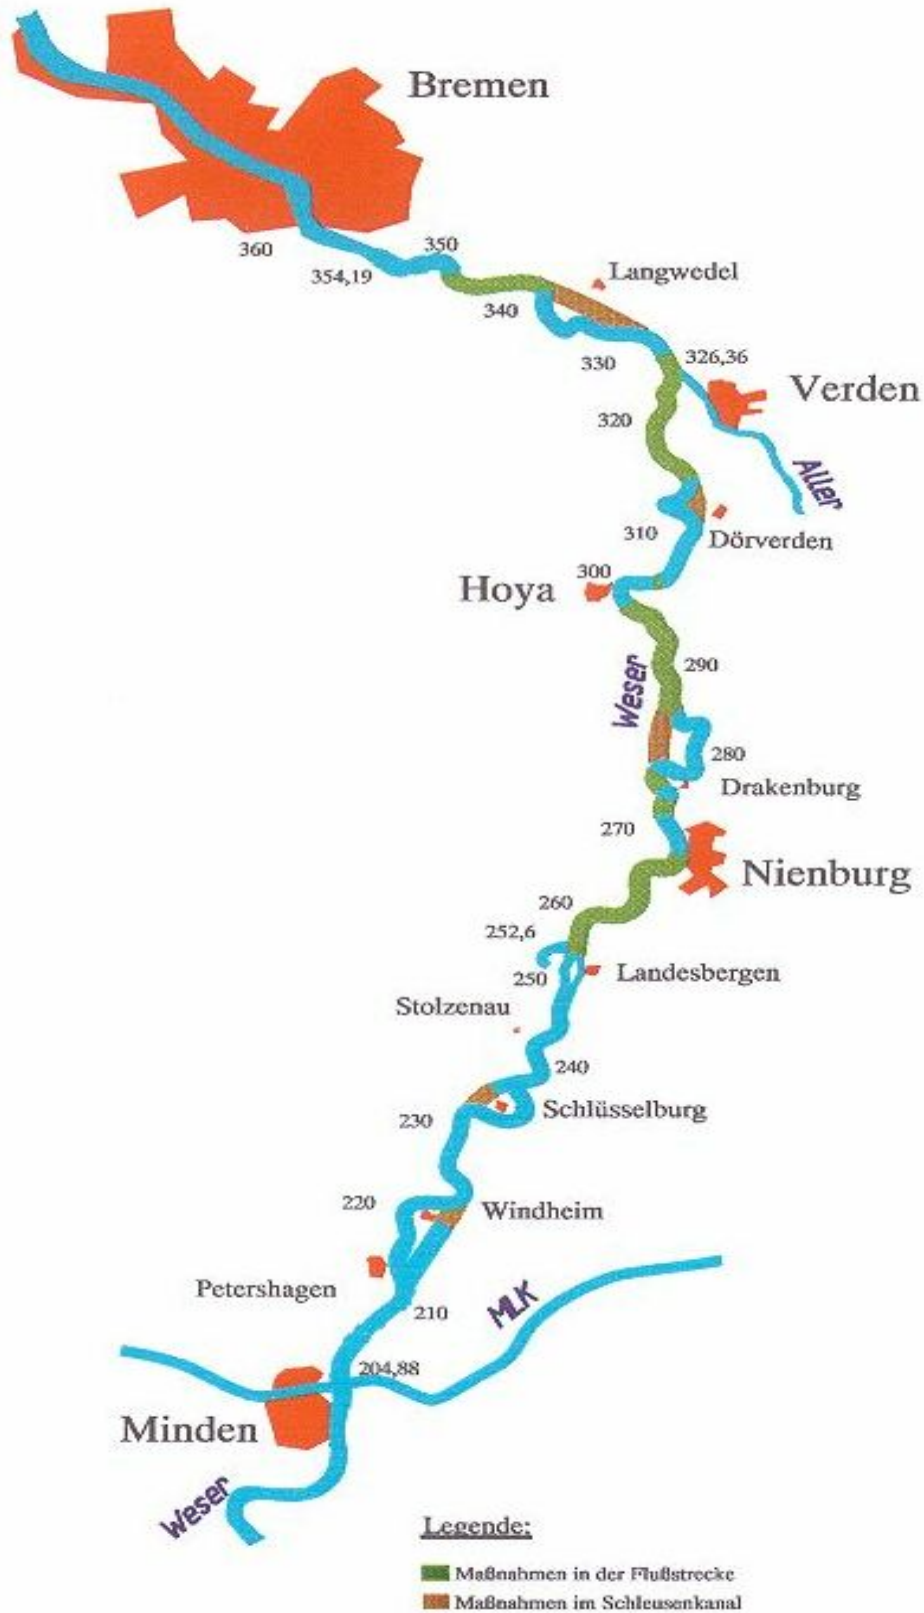 Bremen
360
354,19
350
340
Langwedel
330
326,36
Verden
320
Aller
310
Dörverden
300
Hoya
290
Weser
280
Drakenburg
270
Nienburg
260
252,6
250
Landesbergen
Stolzenau
240
Schlüsselburg
230
220
Windheim
Petershagen
210
MLK
204,88
Minden
Weser
Legende:
Maßnahmen in der Flußstrecke
Maßnahmen im Schleusenkanal